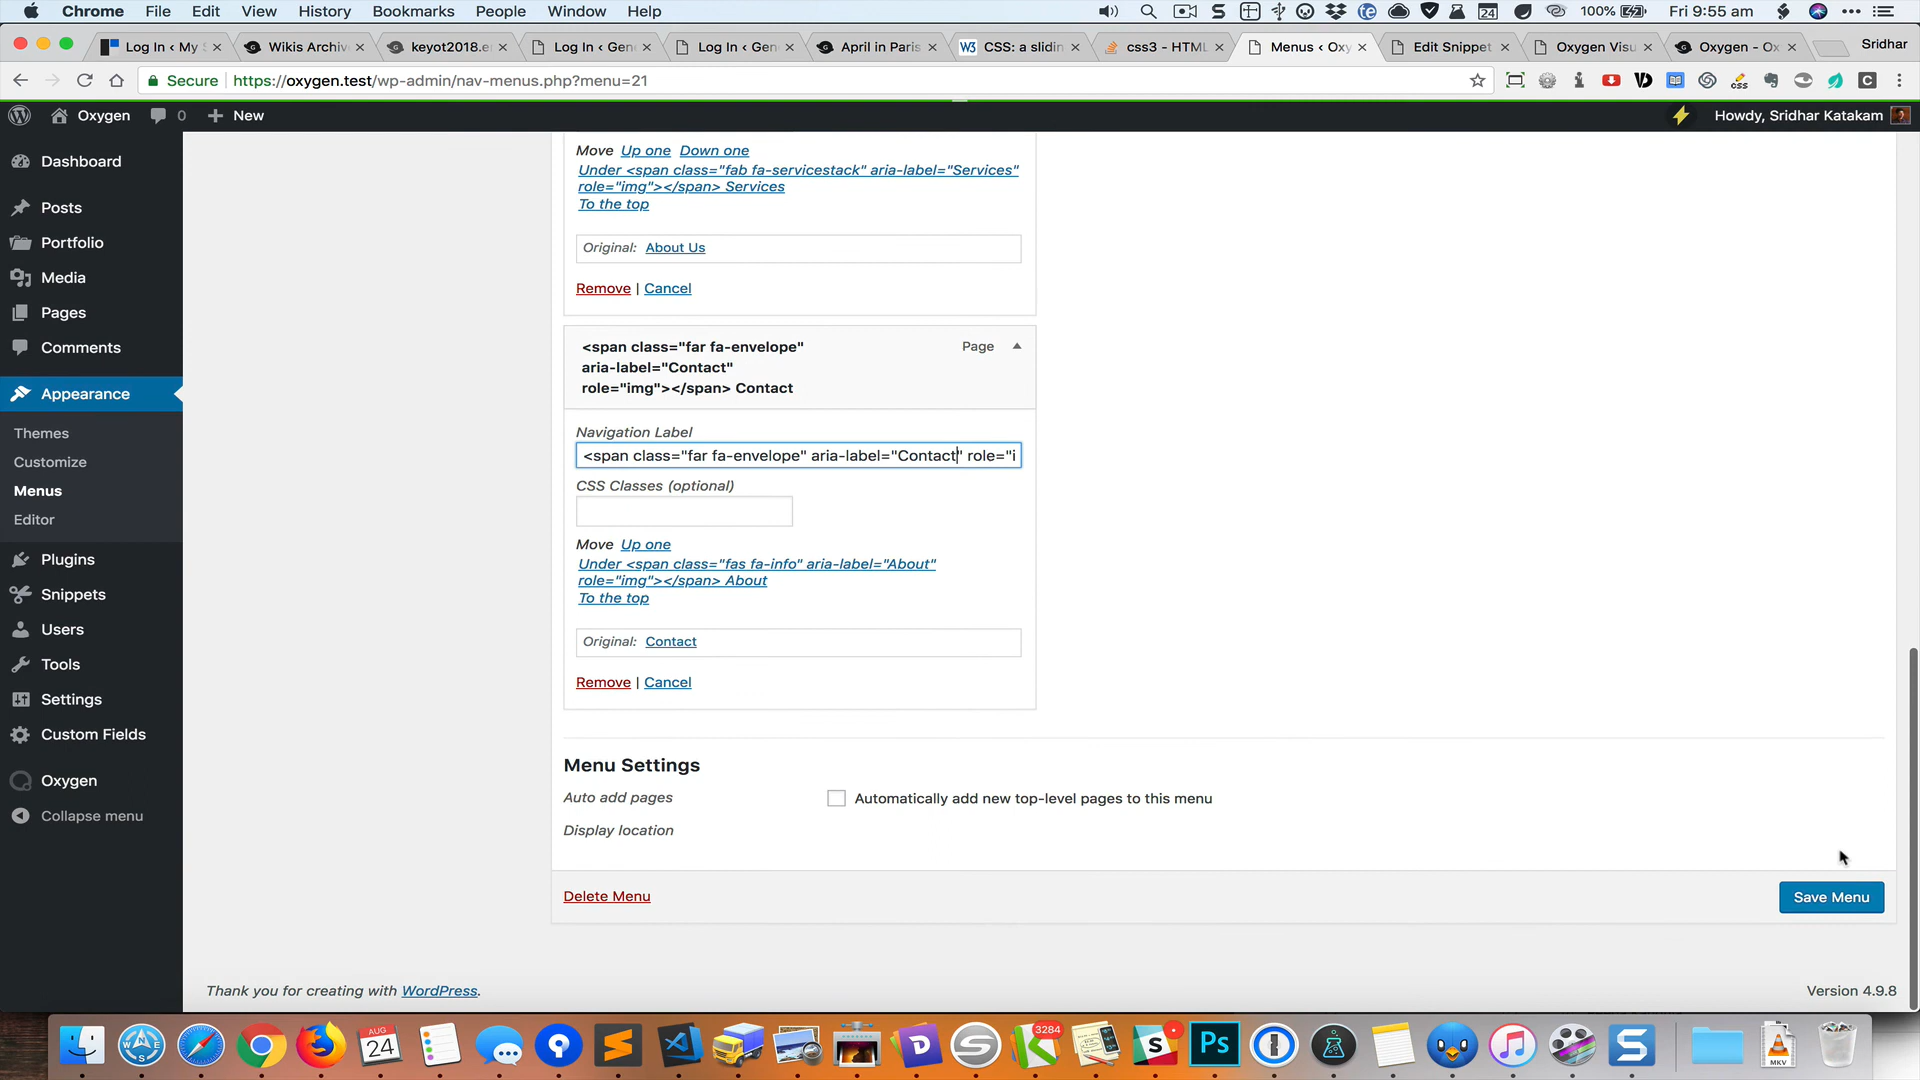 Chrome File Edit View History Bookmarks People Window Help 100% Fri 9:55 am
Log In ‹ My S Wikis Archiv keyot2018.e Log In ‹ Gen Log In ‹ Gen April in Paris CSS: a slidin css3 - HTML Menus ‹ Oxy Edit Snippet Oxygen Visu Oxygen - Ox Sridhar
Secure https://oxygen.test/wp-admin/nav-menus.php?menu=21
Oxygen 0 New Howdy, Sridhar Katakam
Dashboard
Posts
Portfolio
Media
Pages
Comments
Appearance
Themes
Customize
Menus
Editor
Plugins
Snippets
Users
Tools
Settings
Custom Fields
Oxygen
Collapse menu
Move Up one Down one
Under <span class="fab fa-servicestack" aria-label="Services"
role="img"></span> Services
To the top
Original: About Us
Remove | Cancel
<span class="far fa-envelope" Page
aria-label="Contact"
role="img"></span> Contact
Navigation Label
<span class="far fa-envelope" aria-label="Contact" role="i
CSS Classes (optional)
Move Up one
Under <span class="fas fa-info" aria-label="About"
role="img"></span> About
To the top
Original: Contact
Remove | Cancel
Menu Settings
Auto add pages Automatically add new top-level pages to this menu
Display location
Delete Menu Save Menu
Thank you for creating with WordPress. Version 4.9.8
AUG
24
3284
Ps
MKV